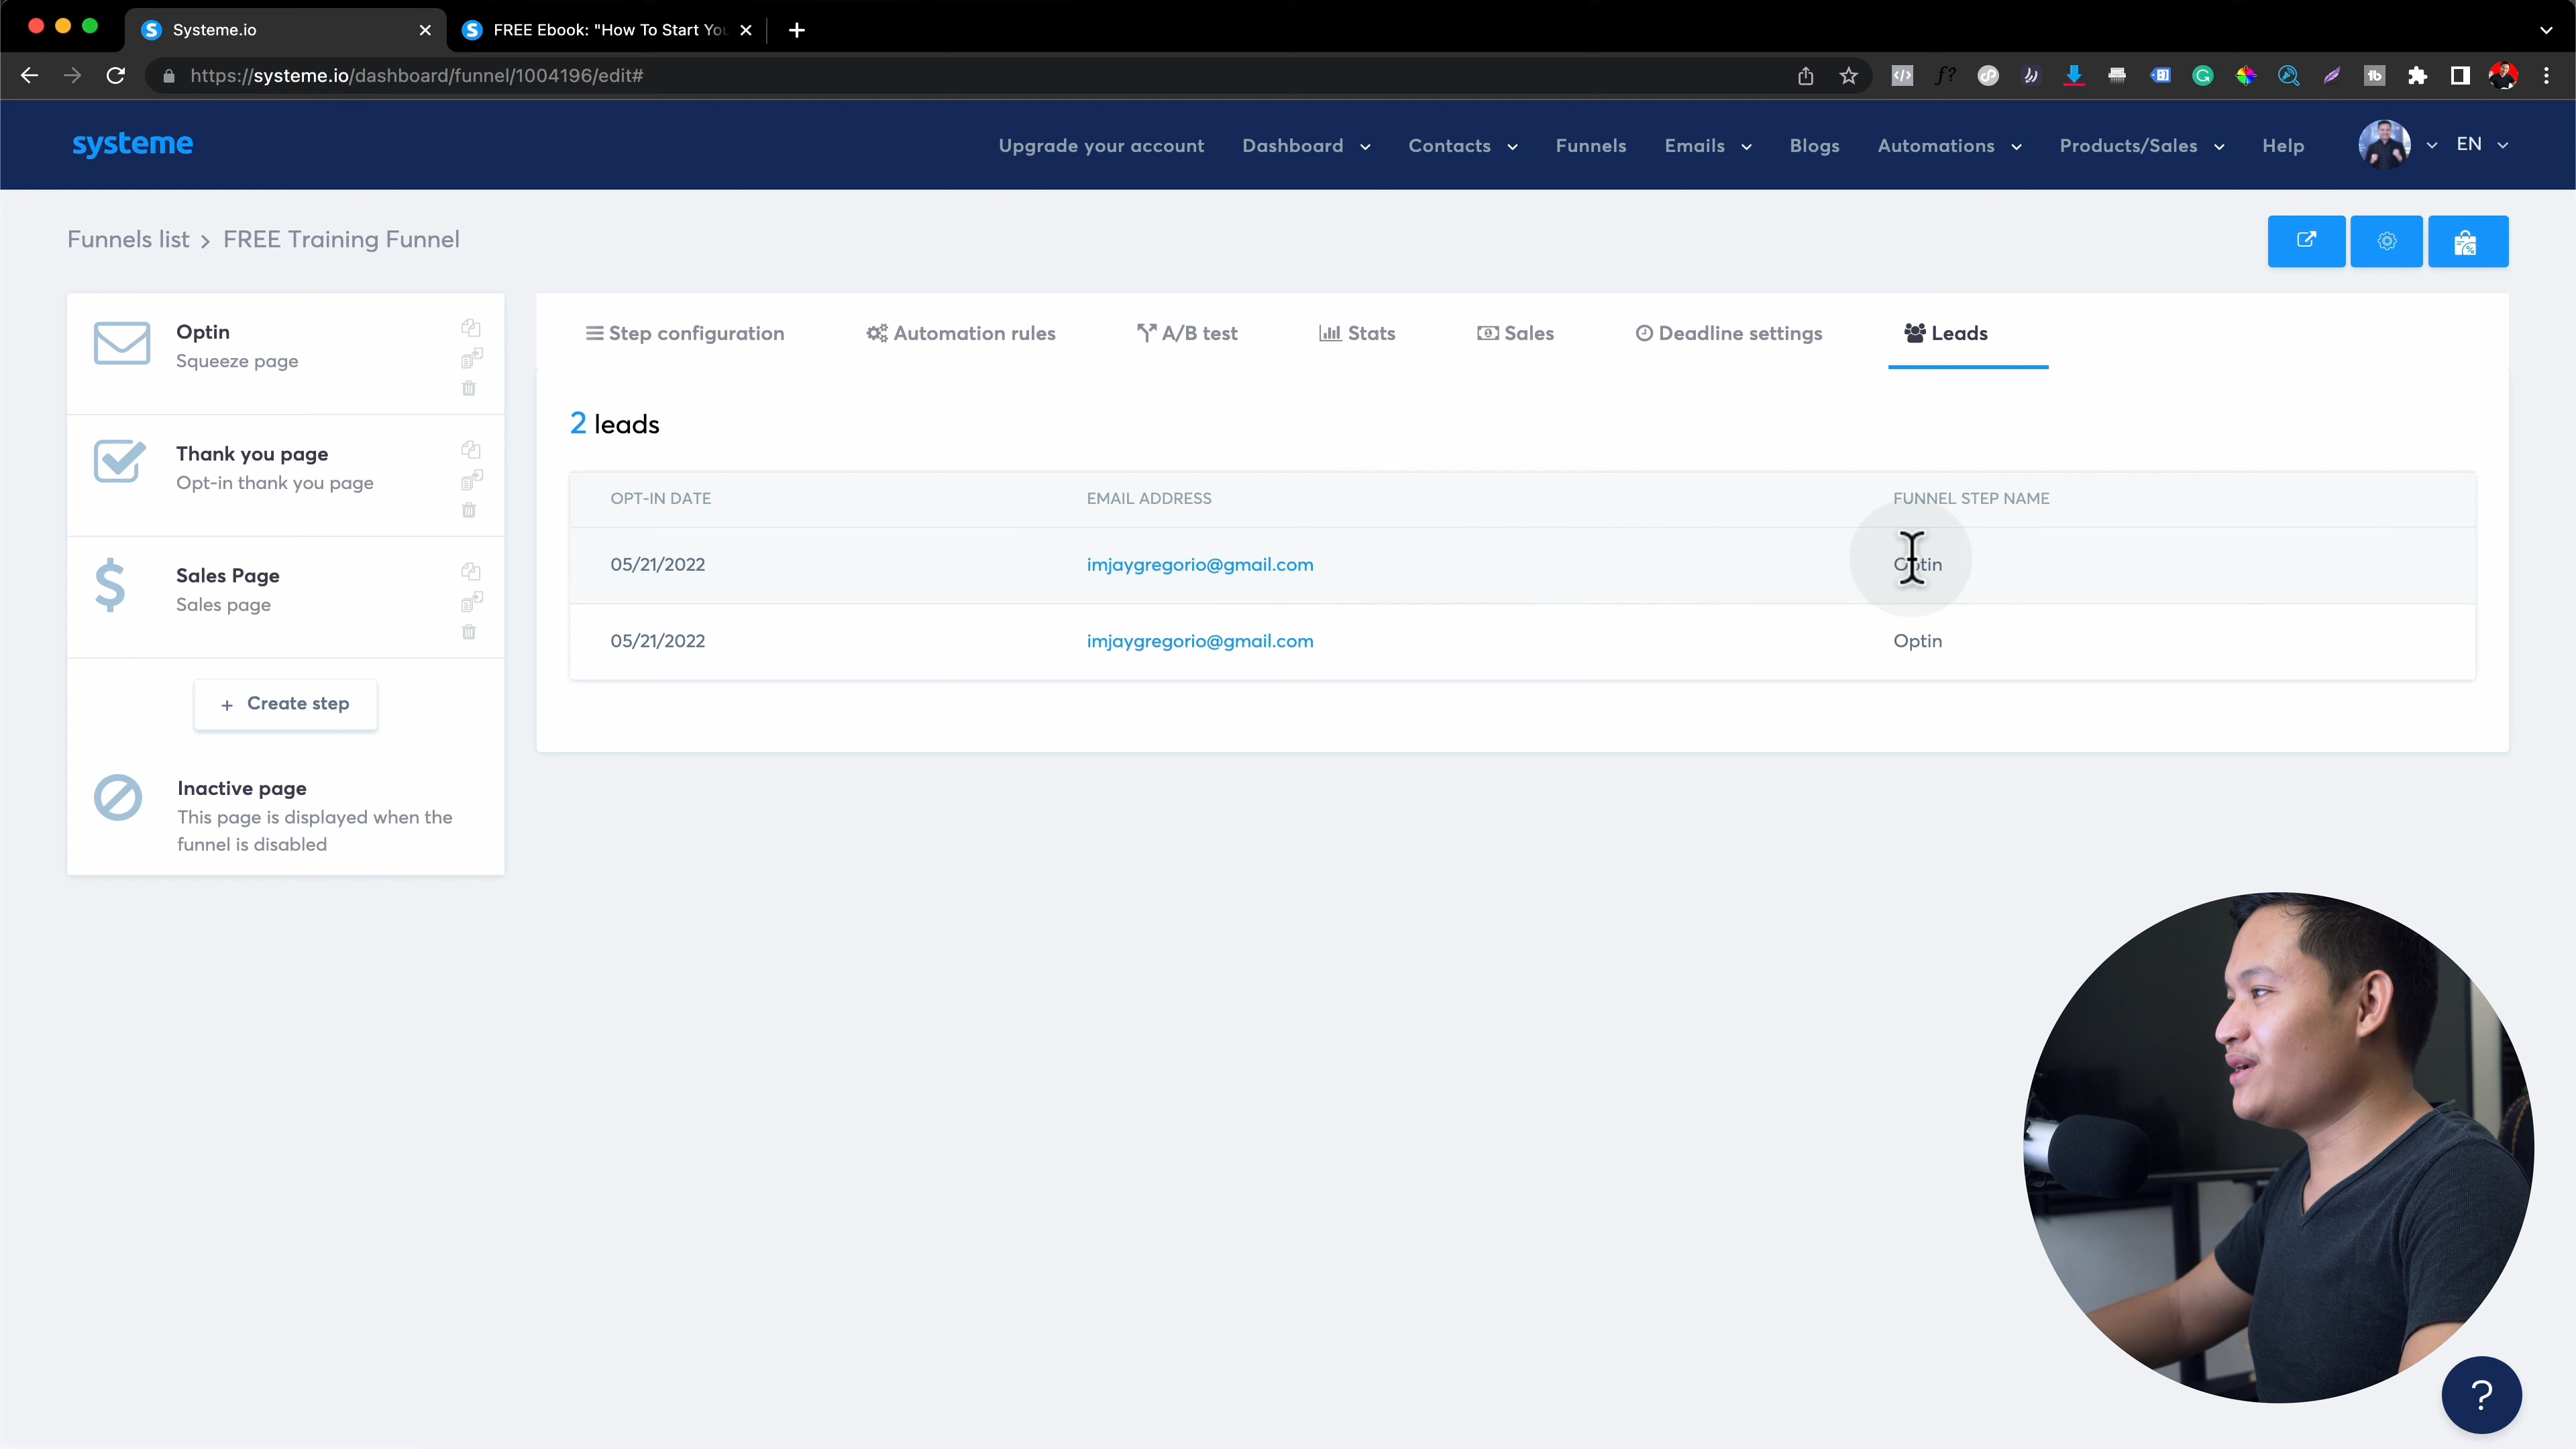 Systeme.io
FREE Ebook: "How To Start You
https://systeme.io/dashboard/funnel/1004196/edit#
systeme
Upgrade your account
Dashboard
Contacts
Funnels
Emails
Blogs
Automations
Products/Sales
Help
EN
Funnels list > FREE Training Funnel
Optin
Squeeze page
Thank you page
Opt-in thank you page
Sales Page
Sales page
+ Create step
Inactive page
This page is displayed when the
funnel is disabled
Step configuration
Automation rules
A/B test
Stats
Sales
Deadline settings
Leads
2 leads
OPT-IN DATE EMAIL ADDRESS FUNNEL STEP NAME
05/21/2022 imjaygregorio@gmail.com Optin
05/21/2022 imjaygregorio@gmail.com Optin
?